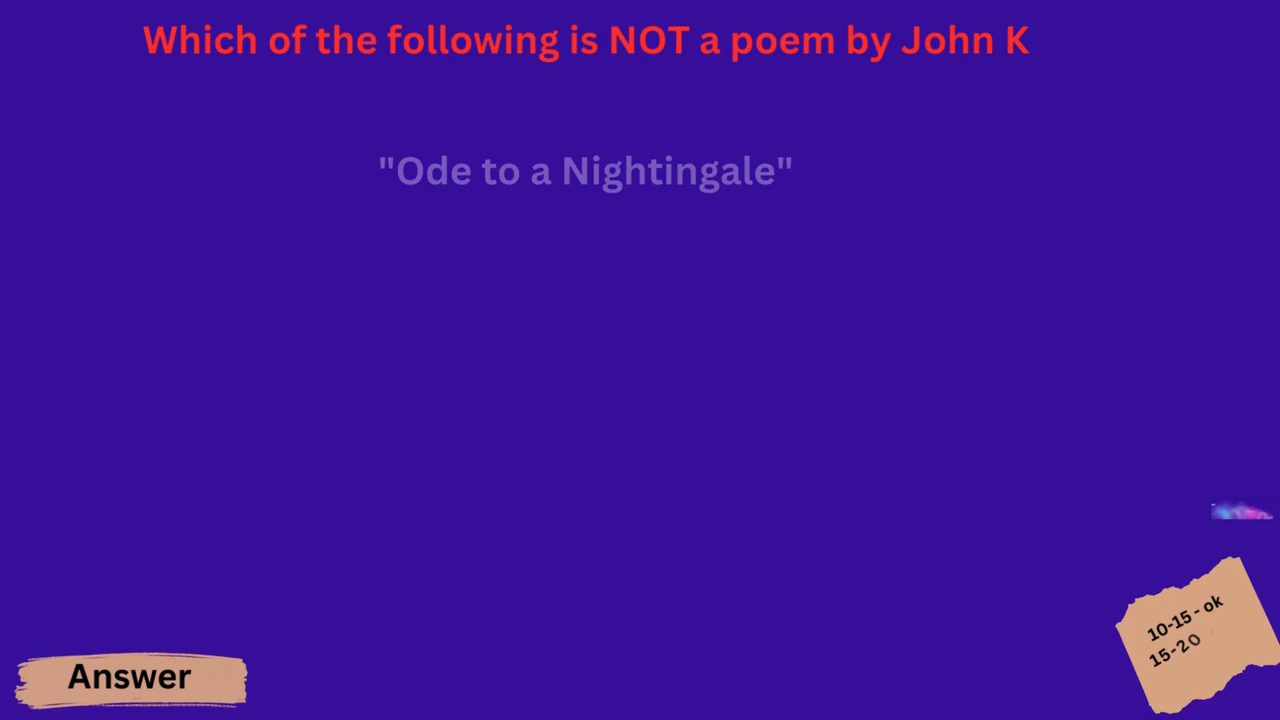 Which of the following is NOT a poem by John K
"Ode to a Nightingale"
10-15 - ok
15-20
Answer